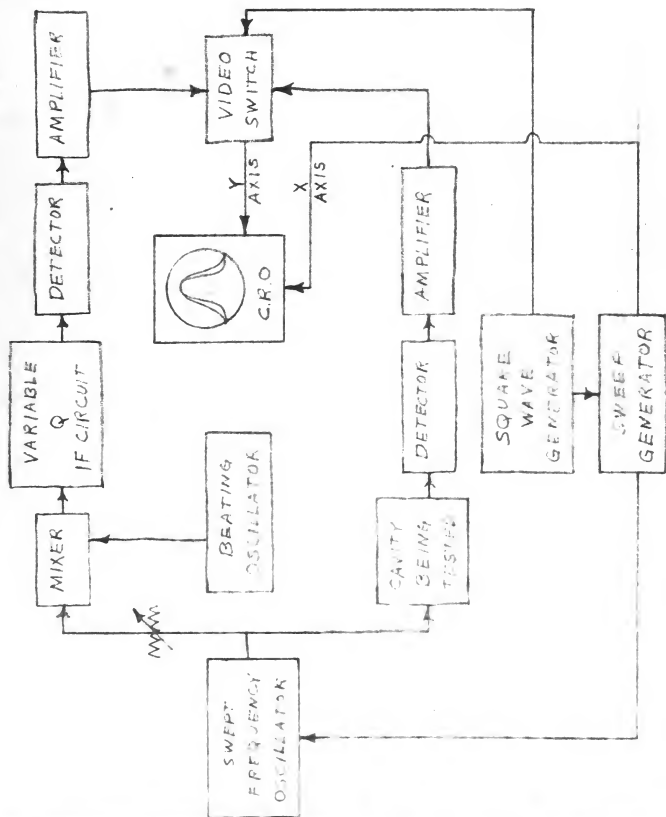 AMPLIFIER
DETECTOR
VARIABLE
Q
IF CIRCUIT
MIXER
VIDEO
SWITCH
Y
AXIS
X
AXIS
C.R.O
BEATING
OSCILLATOR
SWEPT
FREQUENCY
OSCILLATOR
CAVITY
BEING
TESTED
DETECTOR
AMPLIFIER
SQUARE
WAVE
GENERATOR
SWEEP
GENERATOR